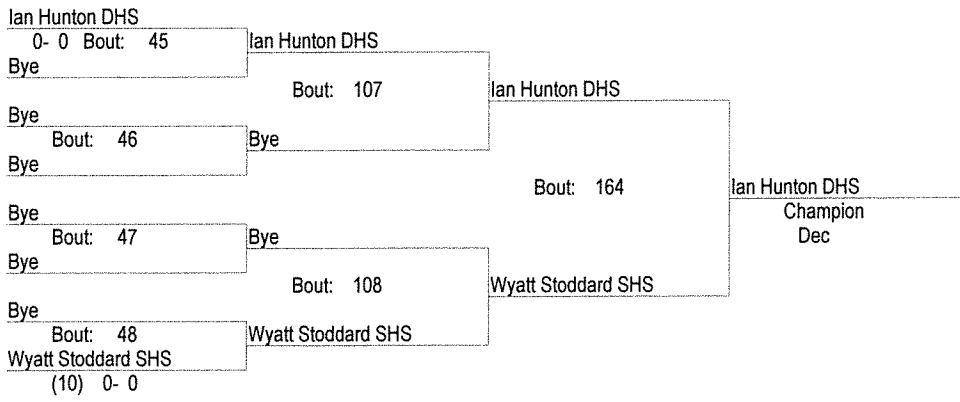 Ian Hunton DHS
0- 0 Bout: 45
Bye
Bye
Bout: 46
Bye
Bye
Bout: 47
Bye
Bye
Bout: 48
Wyatt Stoddard SHS
(10) 0- 0
Ian Hunton DHS
Bout: 107
Bye
Bye
Bout: 108
Wyatt Stoddard SHS
Ian Hunton DHS
Bout: 164
Wyatt Stoddard SHS
Ian Hunton DHS
Champion
Dec